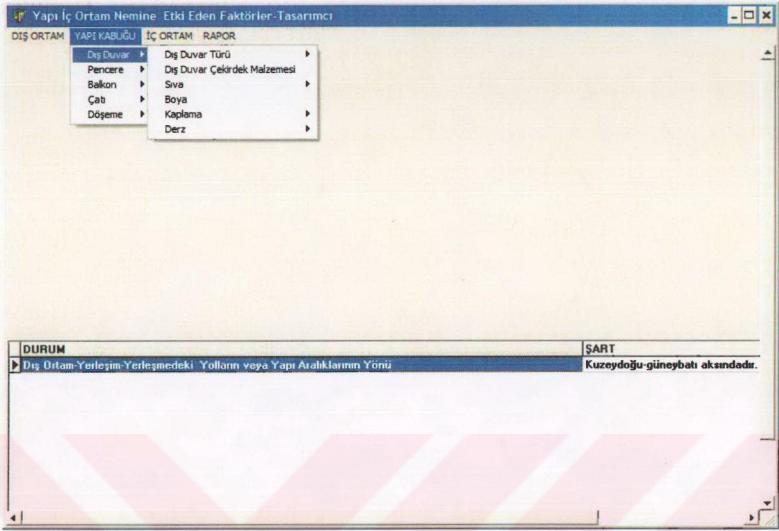 Yapı İç Ortam Nemine Etki Eden Faktörler-Tasarımcı
DIŞ ORTAM YAPI KABUĞU İÇ ORTAM RAPOR
Dış Duvar
Pencere
Balkon
Çatı
Döşeme
Dış Duvar Türü
Dış Duvar Çekirdek Malzemesi
Sıva
Boya
Kaplama
Derz
DURUM ŞART
Dış Ortam-Yerleşim-Yerleşmedeki Yolların veya Yapı Aralıklarının Yönü Kuzeydoğu-güneybatı aksındadır.